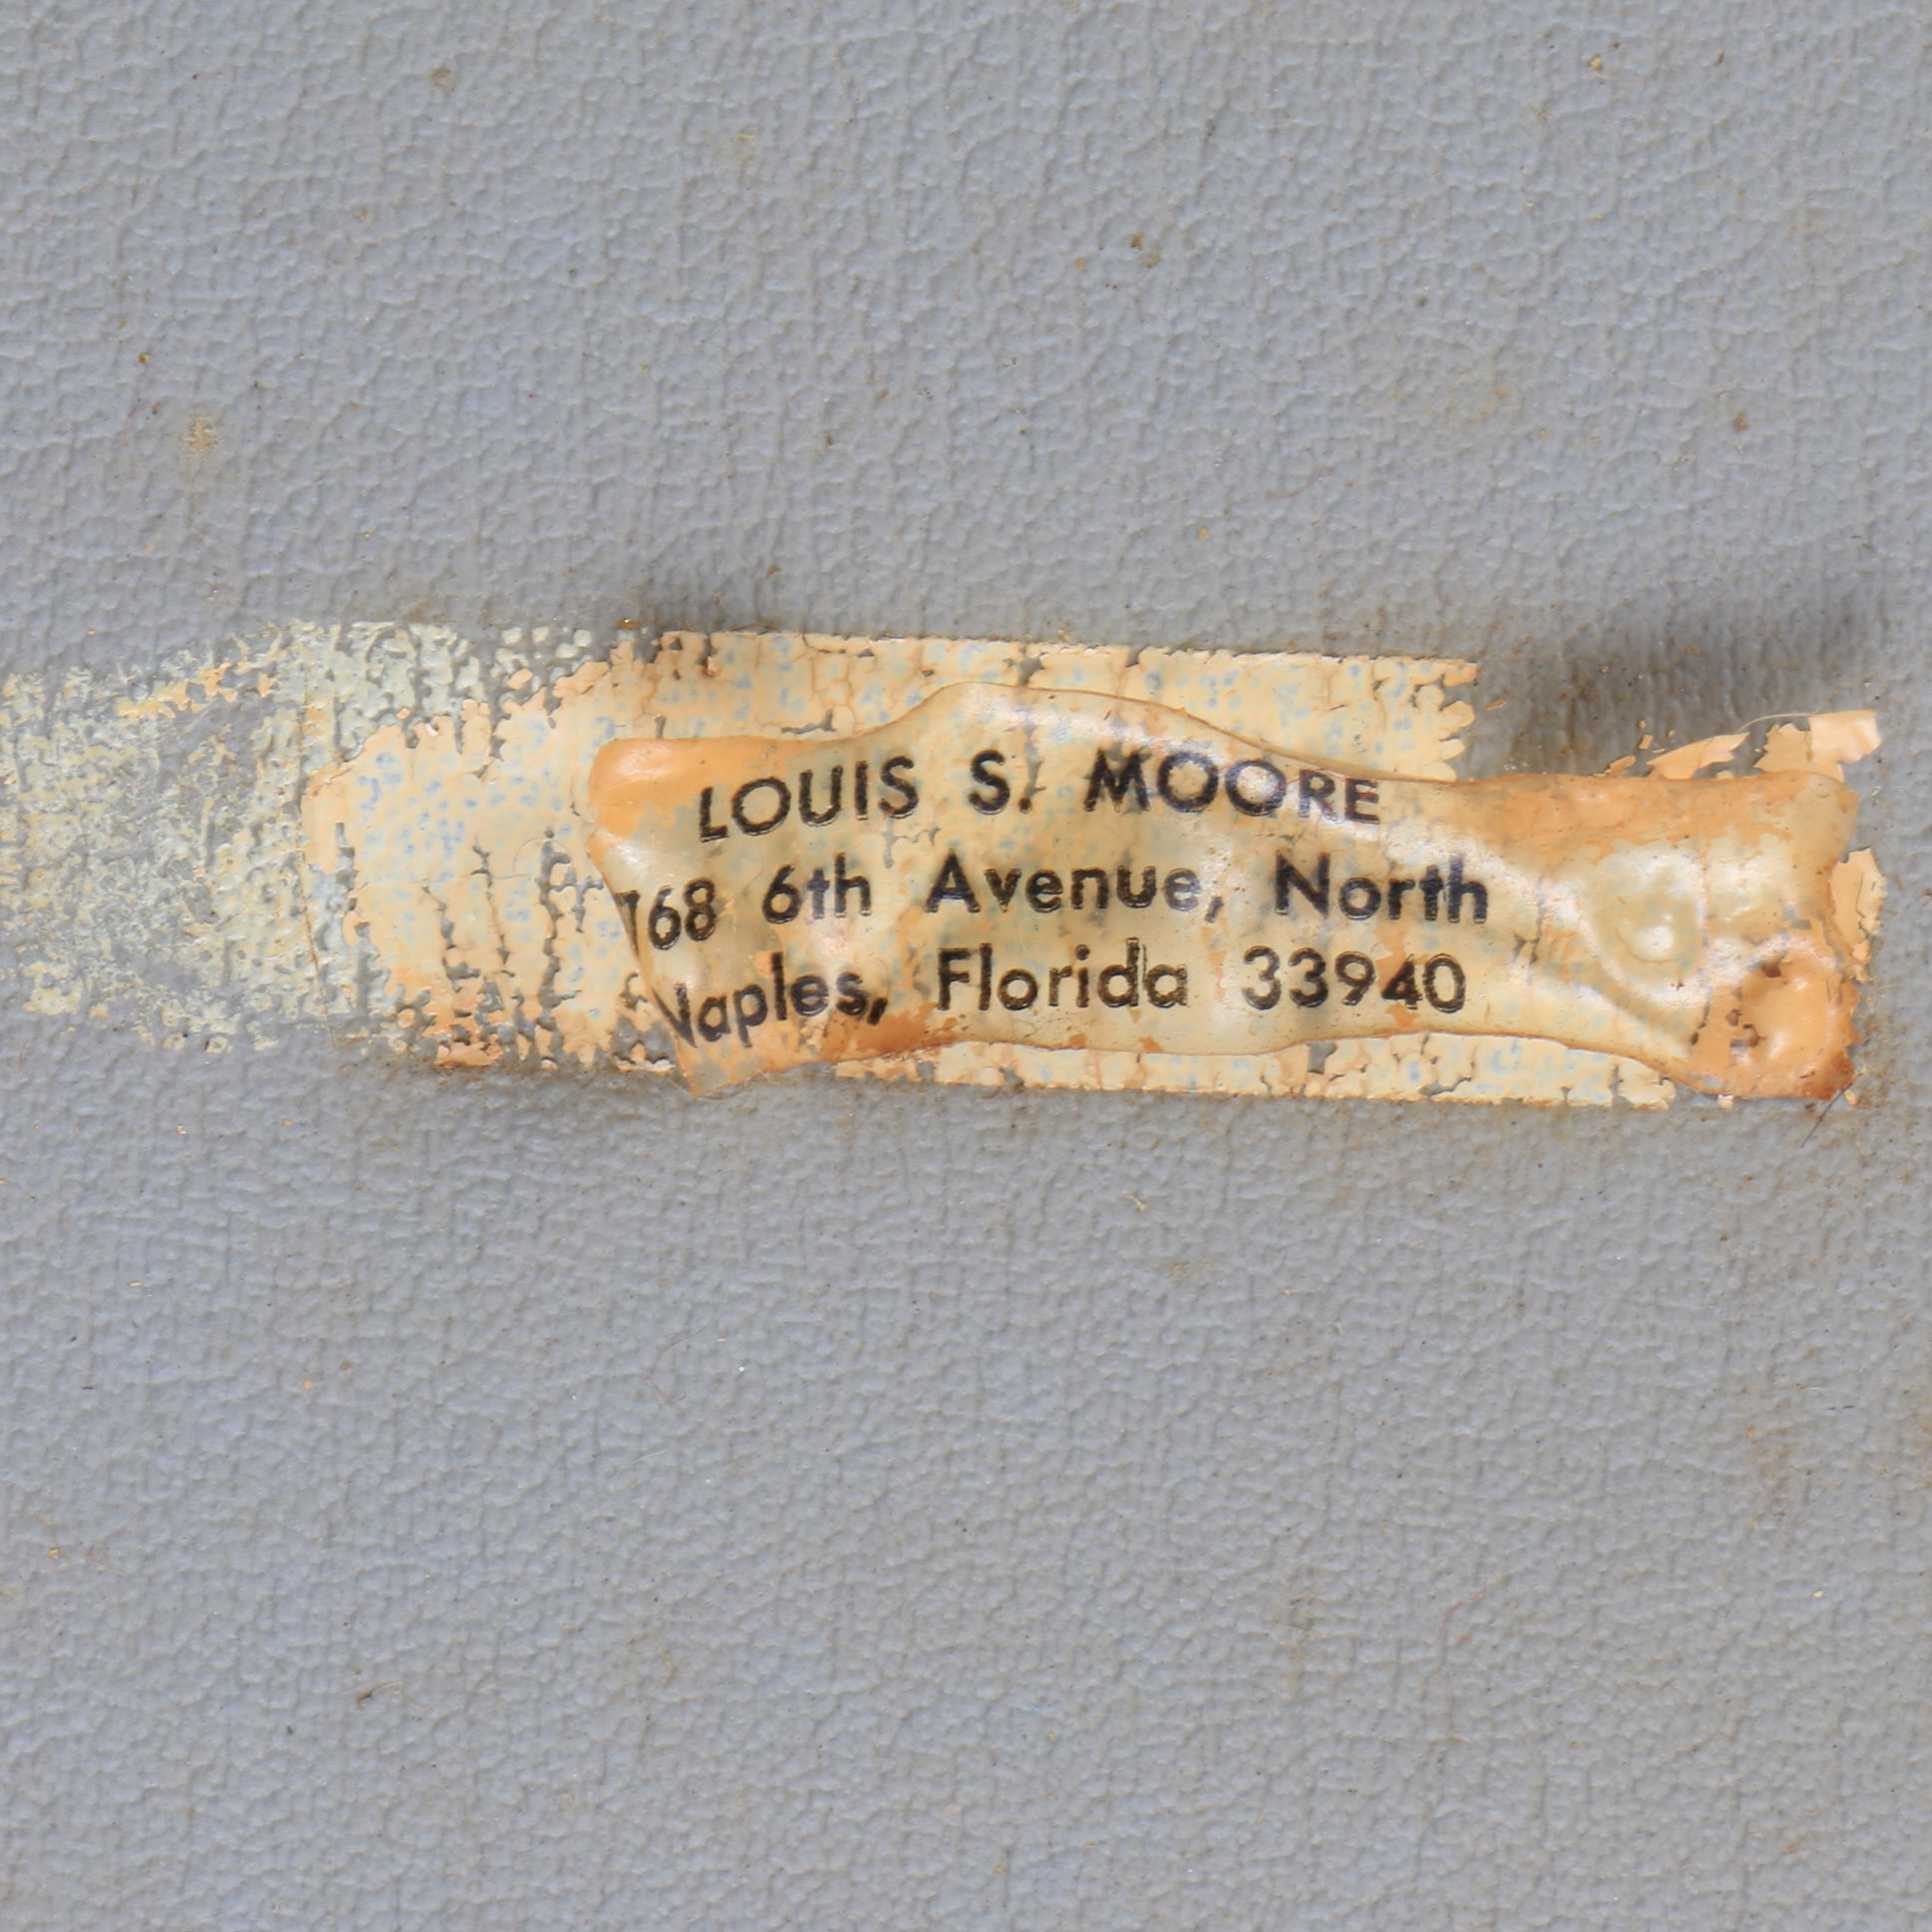 LOUIS S. MOORE
768 6th Avenue, North
Naples, Florida 33940